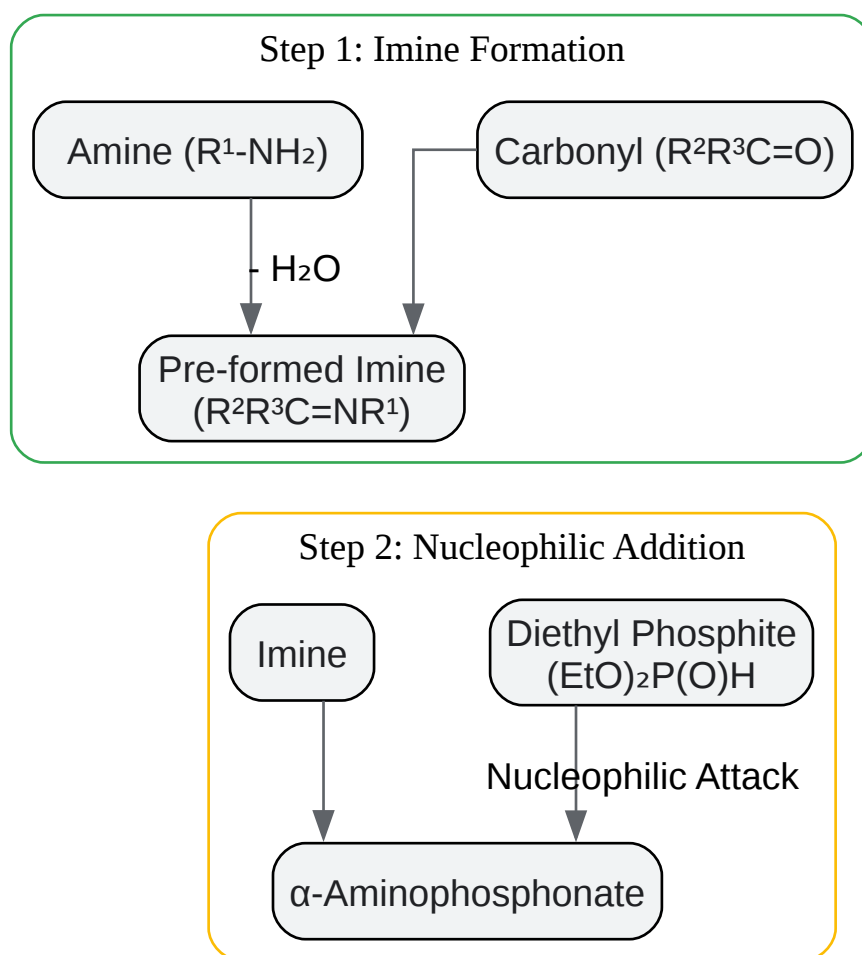 Step 1: Imine Formation
Amine (R¹-NH₂)
Carbonyl (R²R³C=O)
- H₂O
Pre-formed Imine
(R²R³C=NR¹)
Step 2: Nucleophilic Addition
Imine
Diethyl Phosphite
(EtO)₂P(O)H
Nucleophilic Attack
α-Aminophosphonate